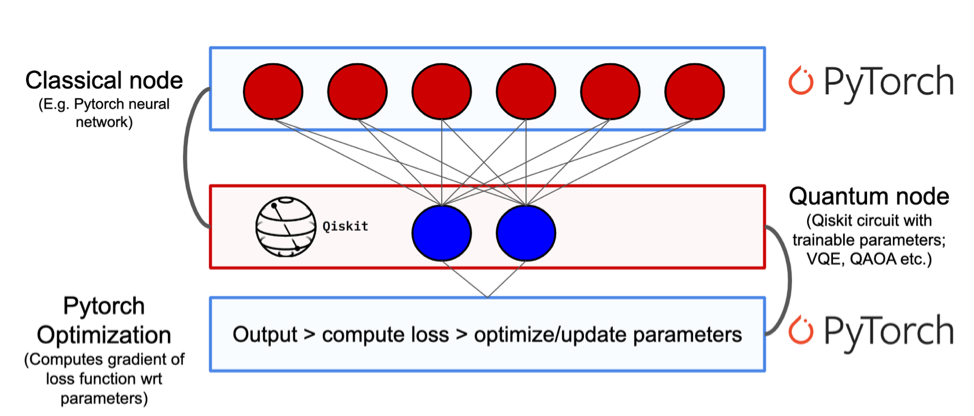 Classical node
(E.g. Pytorch neural
network)
PyTorch
Qiskit
Quantum node
(Qiskit circuit with
trainable parameters;
VQE, QAOA etc.)
Pytorch
Optimization
(Computes gradient of
loss function wrt
parameters)
Output > compute loss > optimize/update parameters
PyTorch